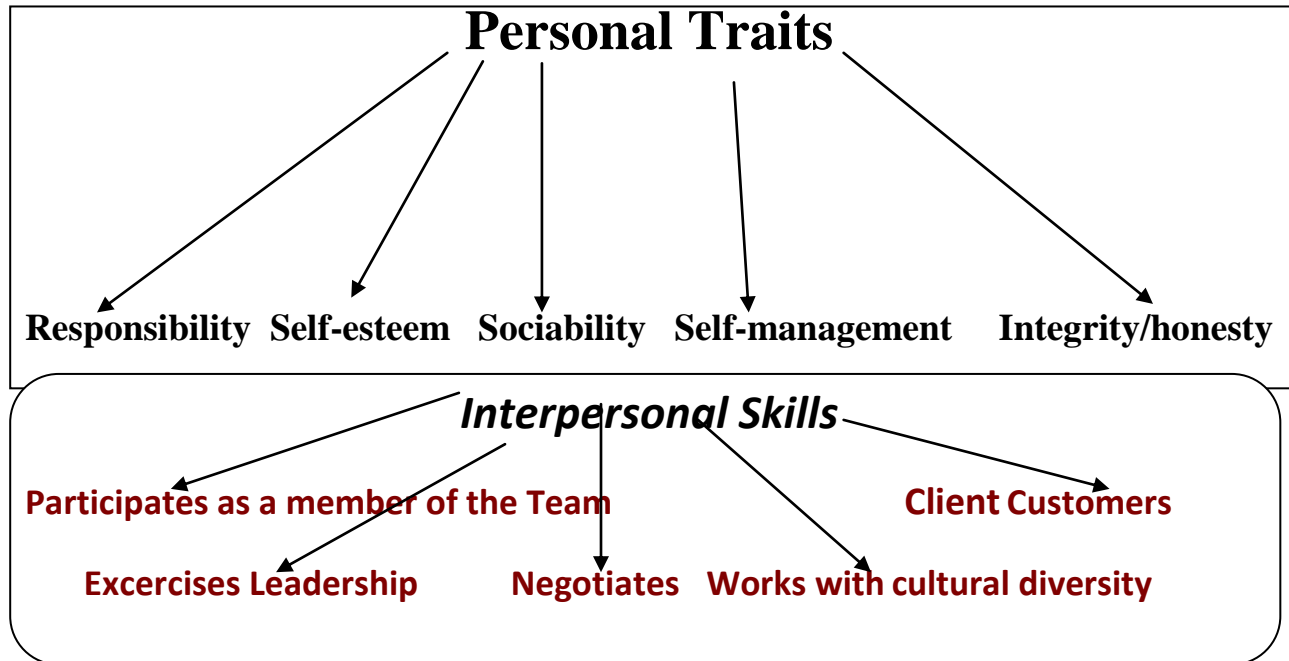 Personal Traits
Responsibility Self-esteem Sociability Self-management Integrity/honesty
Interpersonal Skills
Participates as a member of the Team Client Customers
Excercises Leadership Negotiates Works with cultural diversity